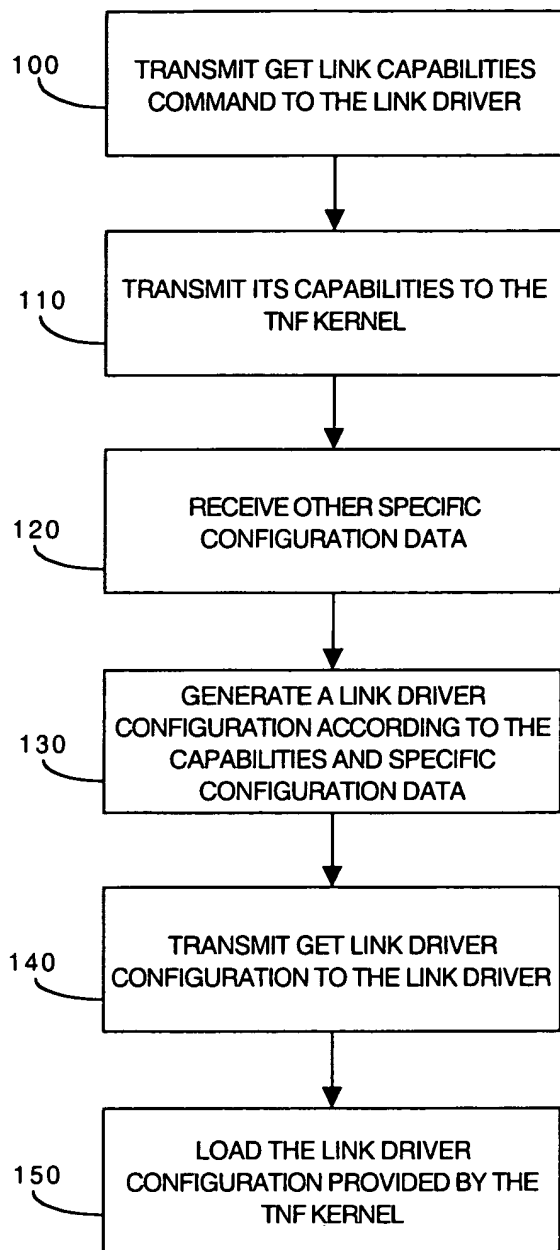 100
TRANSMIT GET LINK CAPABILITIES
COMMAND TO THE LINK DRIVER
110
TRANSMIT ITS CAPABILITIES TO THE
TNF KERNEL
120
RECEIVE OTHER SPECIFIC
CONFIGURATION DATA
130
GENERATE A LINK DRIVER
CONFIGURATION ACCORDING TO THE
CAPABILITIES AND SPECIFIC
CONFIGURATION DATA
140
TRANSMIT GET LINK DRIVER
CONFIGURATION TO THE LINK DRIVER
150
LOAD THE LINK DRIVER
CONFIGURATION PROVIDED BY THE
TNF KERNEL